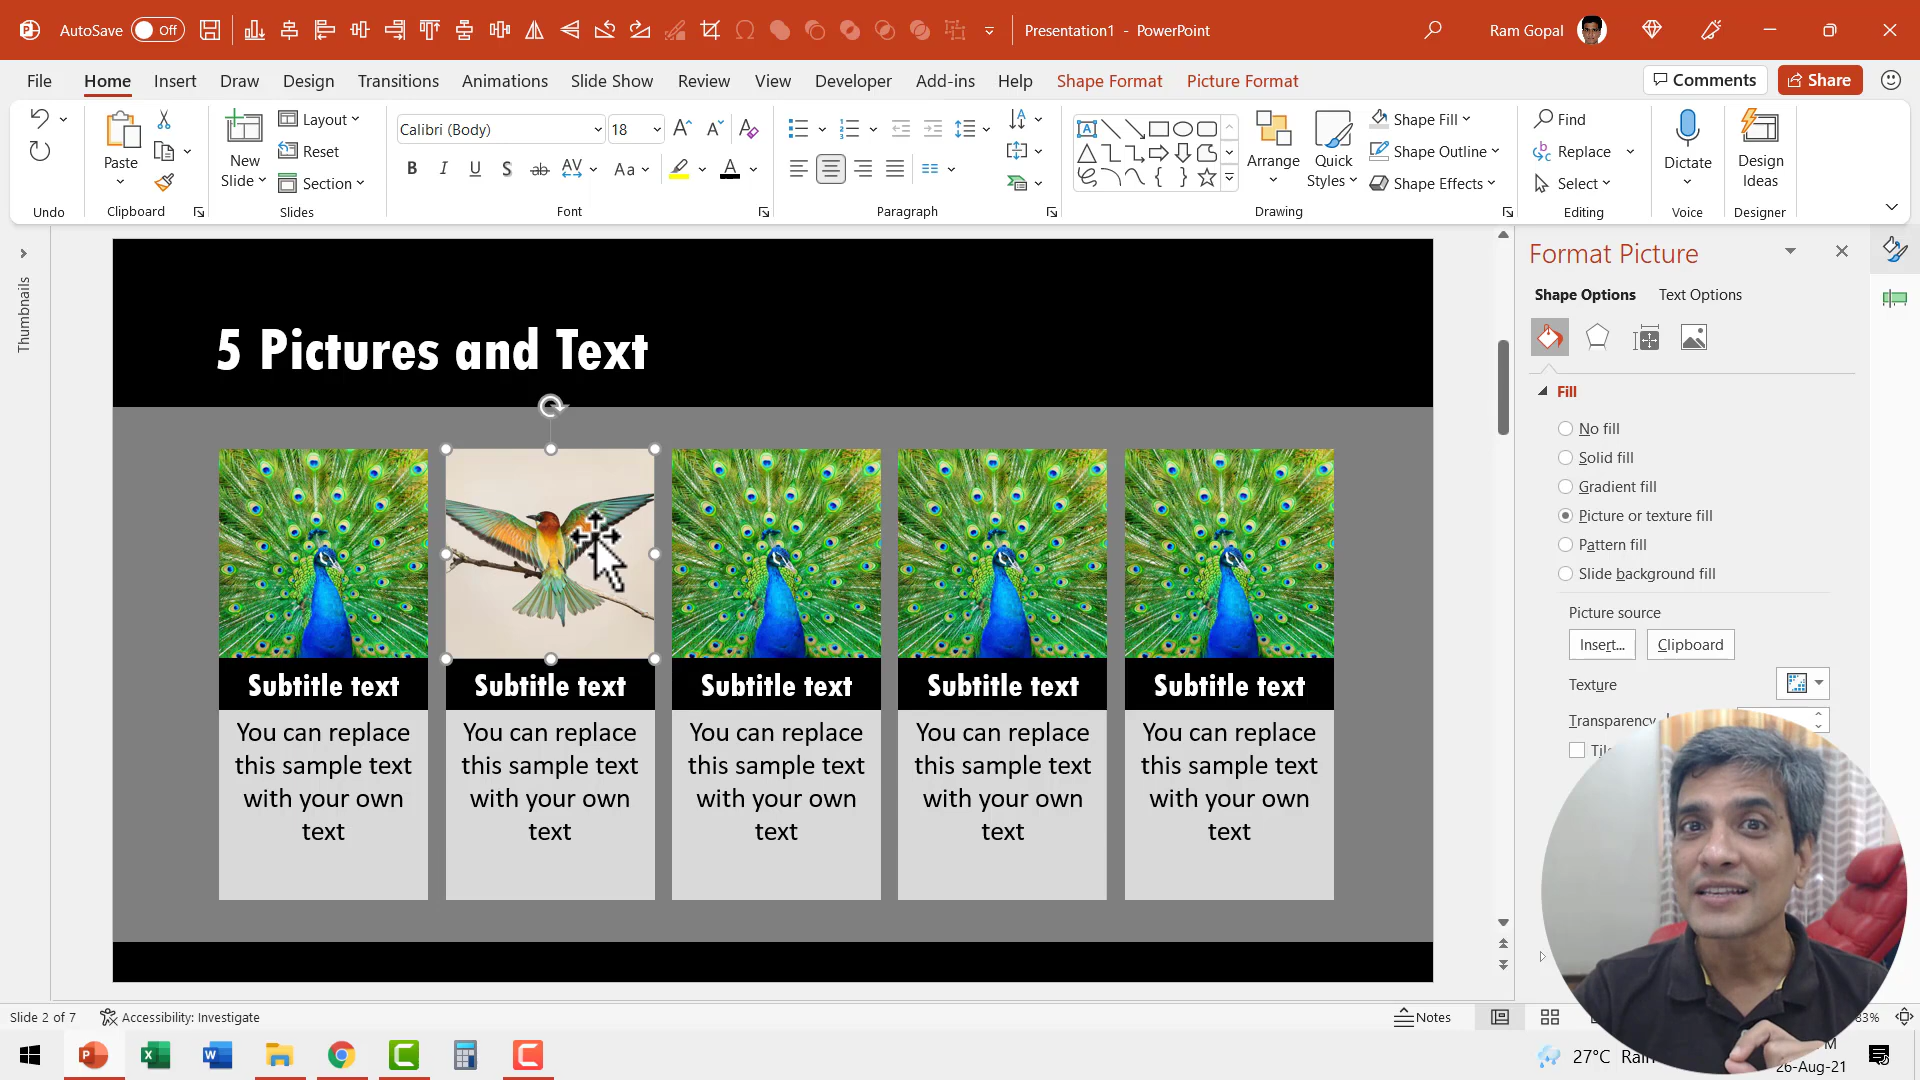 AutoSave Off Presentation1 - PowerPoint Ram Gopal
File Home Insert Draw Design Transitions Animations Slide Show Review View Developer Add-ins Help Shape Format Picture Format Comments Share
Undo
Paste
Clipboard
New
Slide
Layout
Reset
Section
Slides
Calibri (Body) 18
Font
Paragraph
Arrange
Quick
Styles
Shape Fill
Shape Outline
Shape Effects
Drawing
Find
Replace
Select
Editing
Dictate
Voice
Design
Ideas
Designer
Thumbnails
5 Pictures and Text
Subtitle text
You can replace
this sample text
with your own
text
Subtitle text
You can replace
this sample text
with your own
text
Subtitle text
You can replace
this sample text
with your own
text
Subtitle text
You can replace
this sample text
with your own
text
Subtitle text
You can replace
this sample text
with your own
text
Format Picture
Shape Options Text Options
Fill
No fill
Solid fill
Gradient fill
Picture or texture fill
Pattern fill
Slide background fill
Picture source
Insert... Clipboard
Texture
Transparency
Slide 2 of 7 Accessibility: Investigate Notes
27°C
26-Aug-21